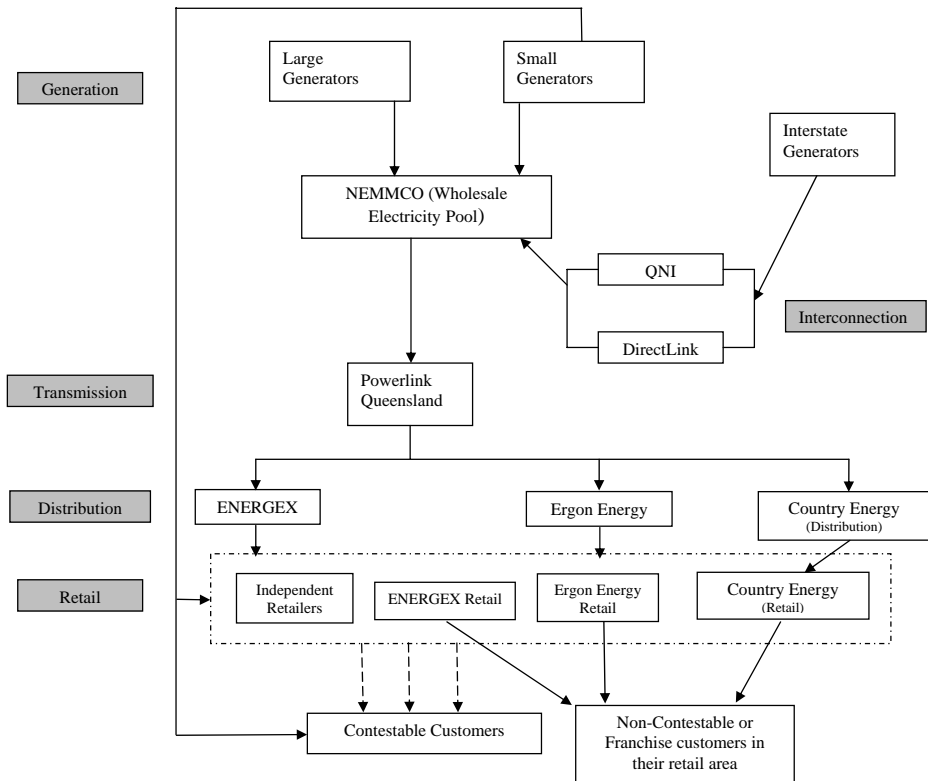 Large
Generators
Small
Generators
Generation
Interstate
Generators
NEMMCO (Wholesale
Electricity Pool)
QNI
Interconnection
DirectLink
Transmission
Powerlink
Queensland
Distribution
ENERGEX
Ergon Energy
Country Energy
(Distribution)
Retail
Independent
Retailers
ENERGEX Retail
Ergon Energy
Retail
Country Energy
(Retail)
Contestable Customers
Non-Contestable or
Franchise customers in
their retail area